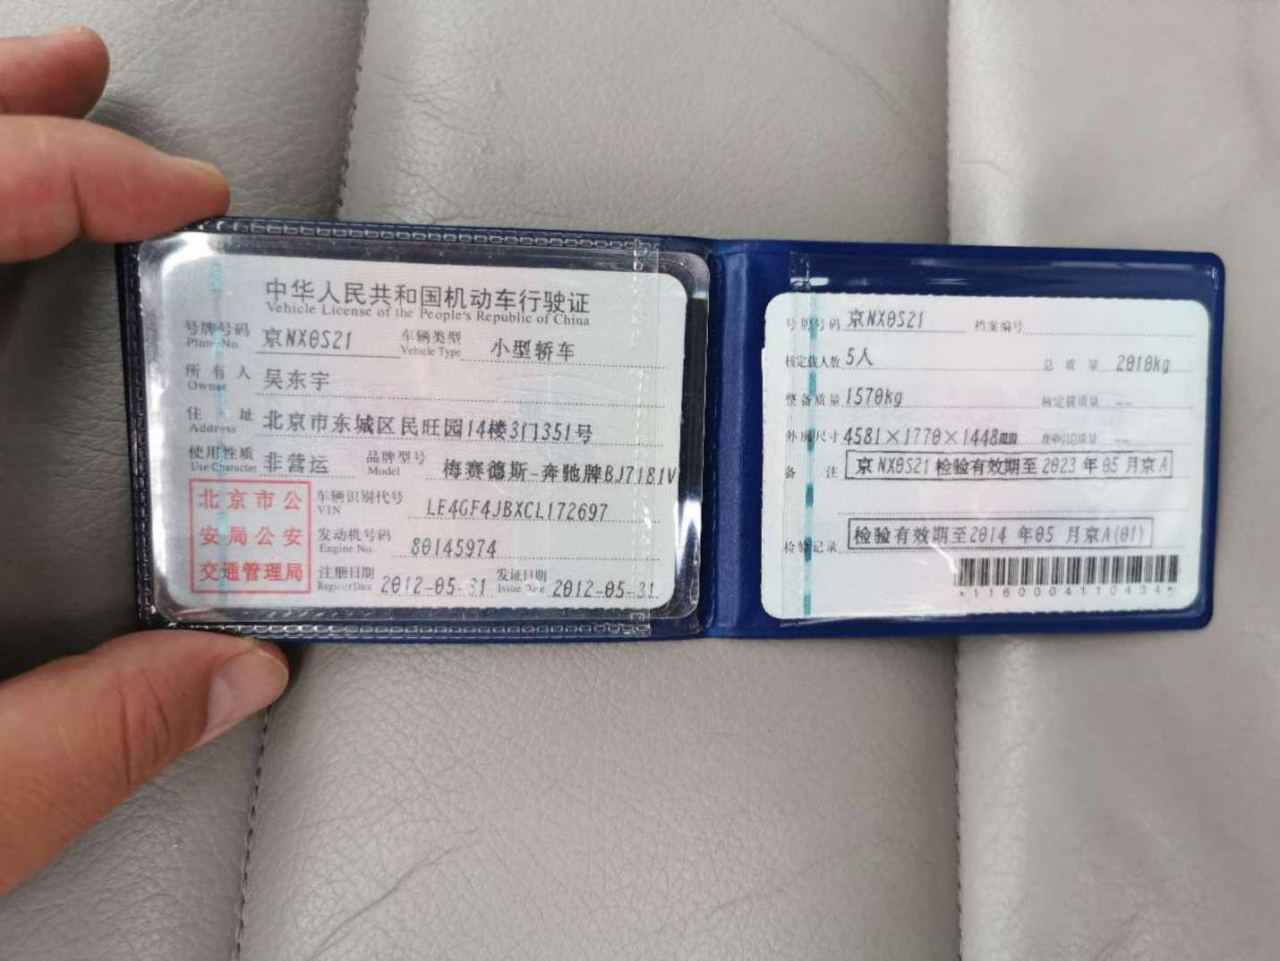 中华人民共和国机动车行驶证
Vehicle License of the People's Republic of China
号牌号码 京NX0S21 车辆类型 小型轿车
Plate No. Vehicle Type
所有人 吴东宇
Owner
住址 北京市东城区民旺园14楼3门351号
Address
使用性质 非营运 品牌型号 梅赛德斯-奔驰牌BJ7181V
Use Character Model
北京市公
安局公安
交通管理局
车辆识别代号 LE4GF4JBXCL172697
VIN
发动机号码 80145974
Engine No.
注册日期 2012-05-31 发证日期 2012-05-31
Register Date Issue Date
号牌号码 京NX0S21 档案编号
核定载人数 5人 总质量 2010kg
整备质量 1570kg 核定载质量 --
外廓尺寸 4581×1770×1448mm 准牵引总质量 --
备注 京NX0S21 检验有效期至2023年05月京A
检验记录 检验有效期至2014年05月京A(01)
*1160004110434*